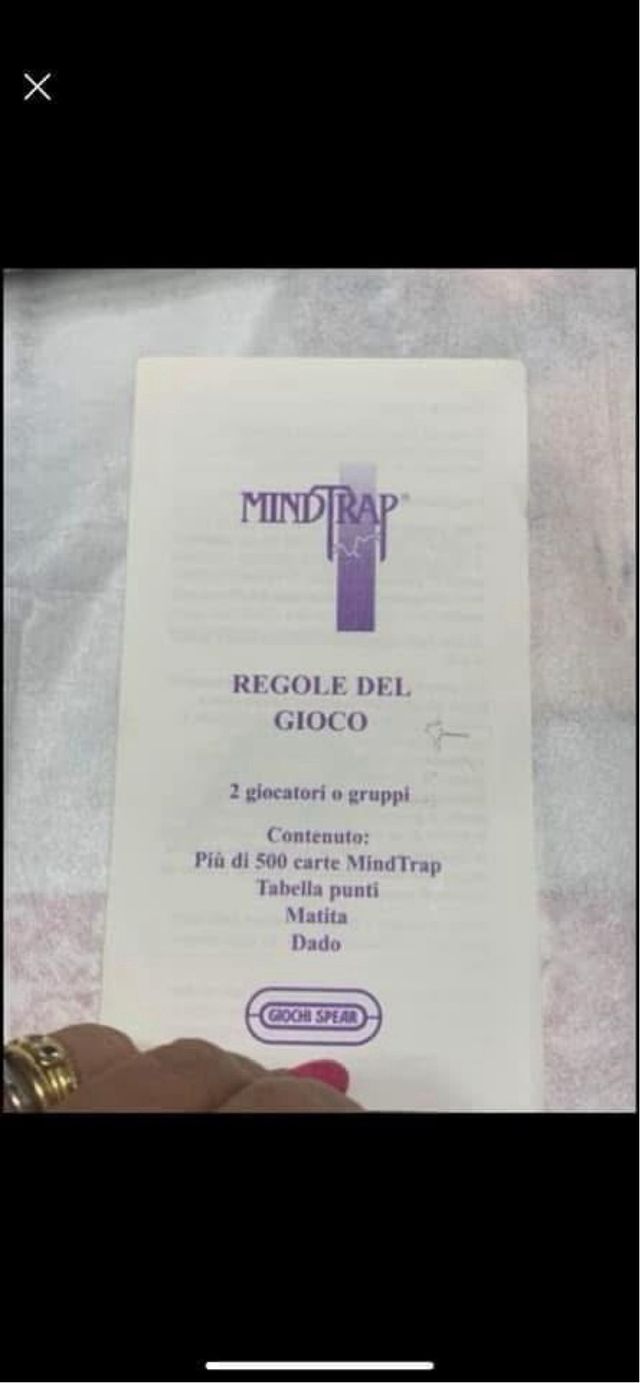 MINDTRAP®
REGOLE DEL
GIOCO
2 giocatori o gruppi
Contenuto:
Più di 500 carte MindTrap
Tabella punti
Matita
Dado
GIOCHI SPEAR